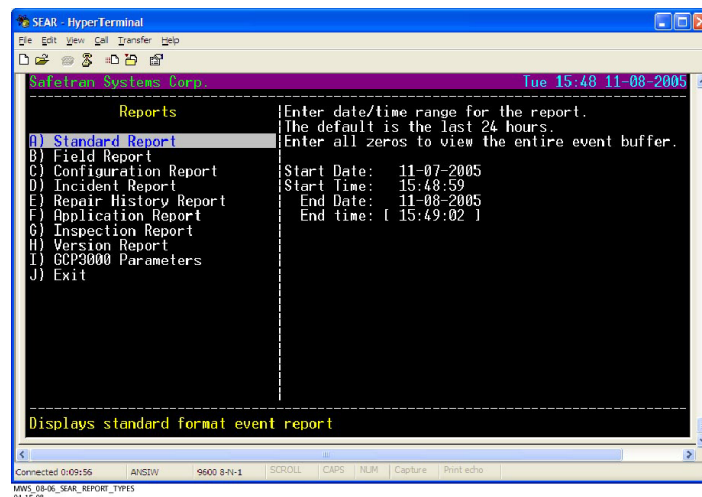 SEAR - HyperTerminal
File Edit View Call Transfer Help
Safetran Systems Corp. Tue 15:48 11-08-2005
Reports
A) Standard Report
B) Field Report
C) Configuration Report
D) Incident Report
E) Repair History Report
F) Application Report
G) Inspection Report
H) Version Report
I) GCP3000 Parameters
J) Exit
Enter date/time range for the report.
The default is the last 24 hours.
Enter all zeros to view the entire event buffer.
Start Date: 11-07-2005
Start Time: 15:48:59
End Date: 11-08-2005
End time: [ 15:49:02 ]
Displays standard format event report
Connected 0:09:56 ANSIW 9600 8-N-1 SCROLL CAPS NUM Capture Print echo
MWS_08-06_SEAR_REPORT_TYPES